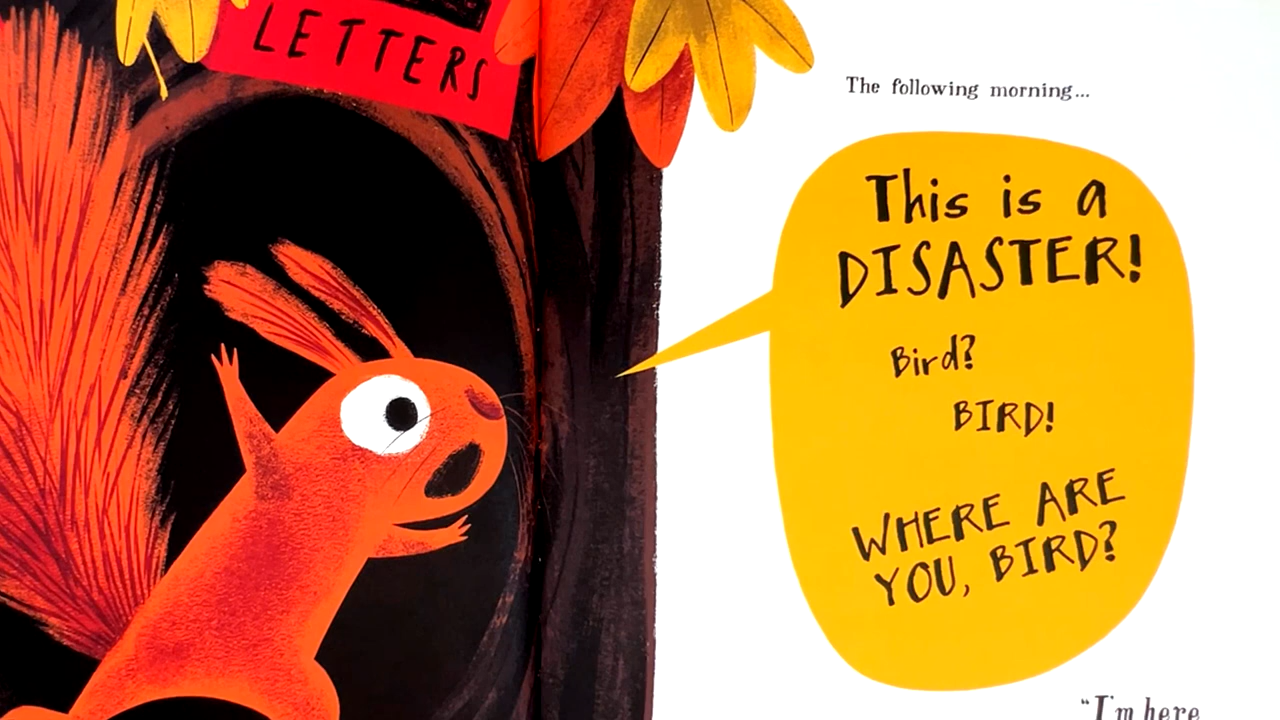 LETTERS
The following morning...
This is a
DISASTER!
Bird?
BIRD!
WHERE ARE
YOU, BIRD?
"I'm here